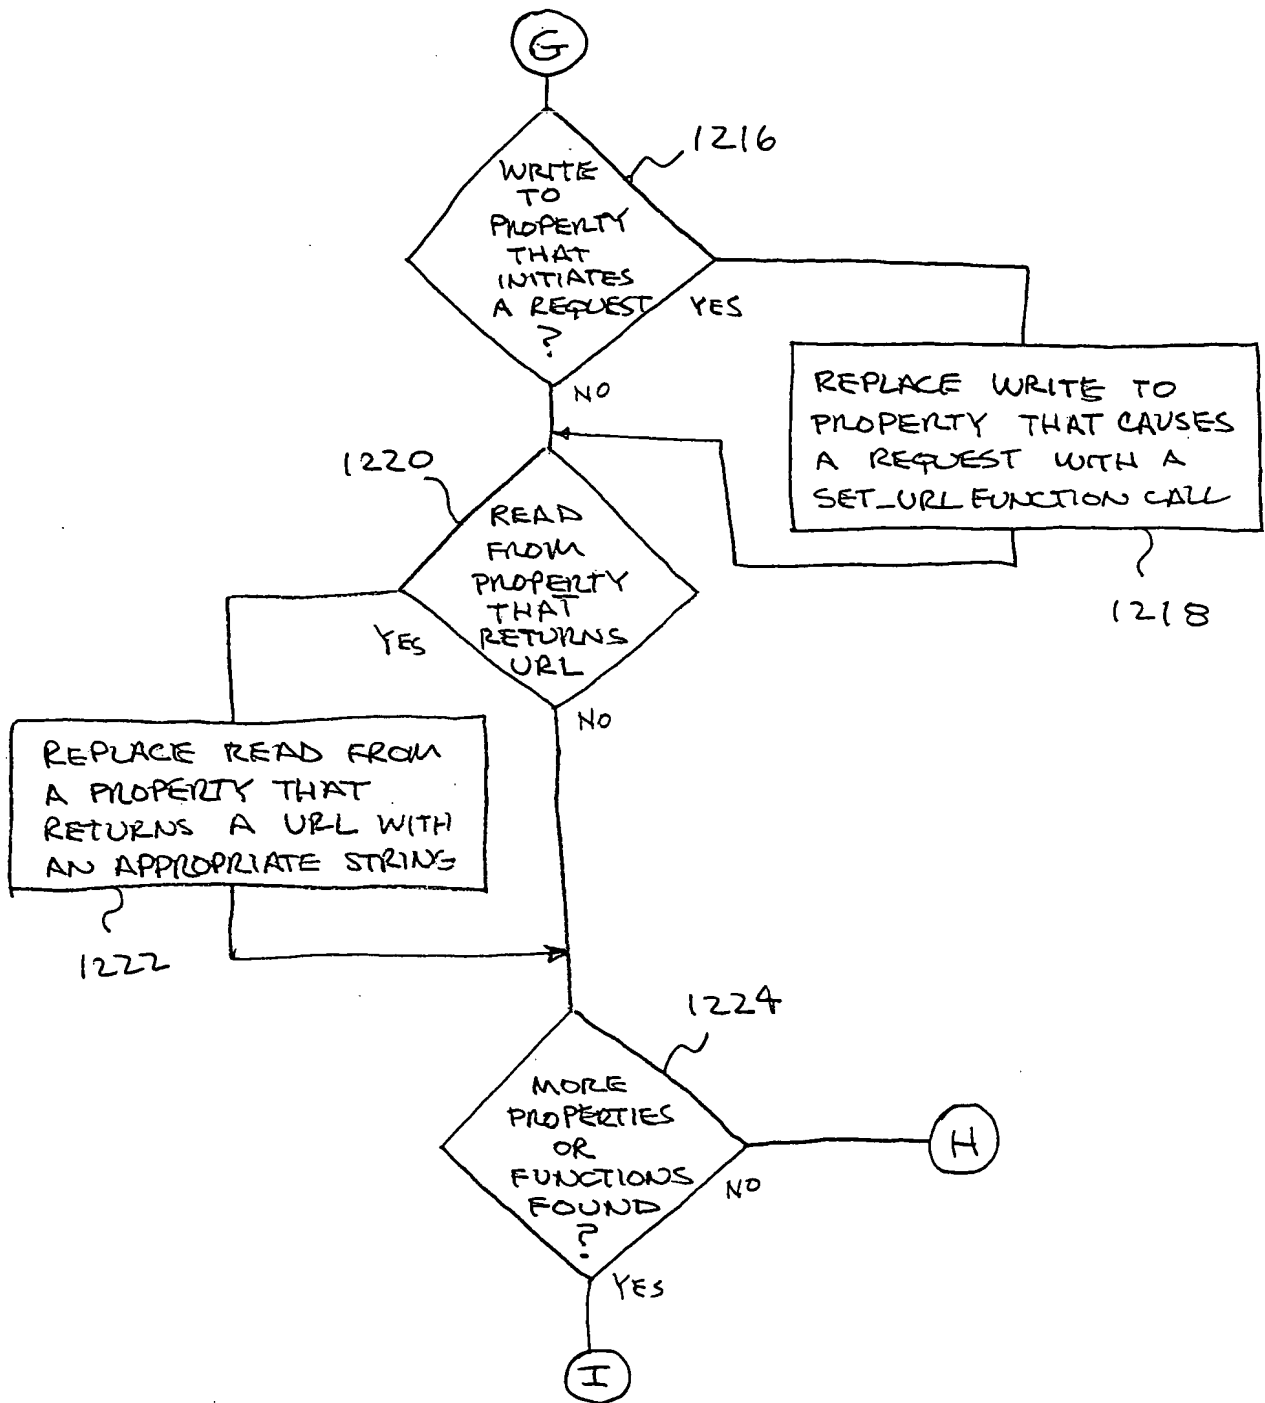 G
1216
WRITE
TO
PROPERTY
THAT
INITIATES
A REQUEST
?
YES
NO
REPLACE WRITE TO
PROPERTY THAT CAUSES
A REQUEST WITH A
SET_URL FUNCTION CALL
1218
1220
READ
FROM
PROPERTY
THAT
RETURNS
URL
YES
NO
REPLACE READ FROM
A PROPERTY THAT
RETURNS A URL WITH
AN APPROPRIATE STRING
1222
1224
MORE
PROPERTIES
OR
FUNCTIONS
FOUND
?
NO
H
YES
I